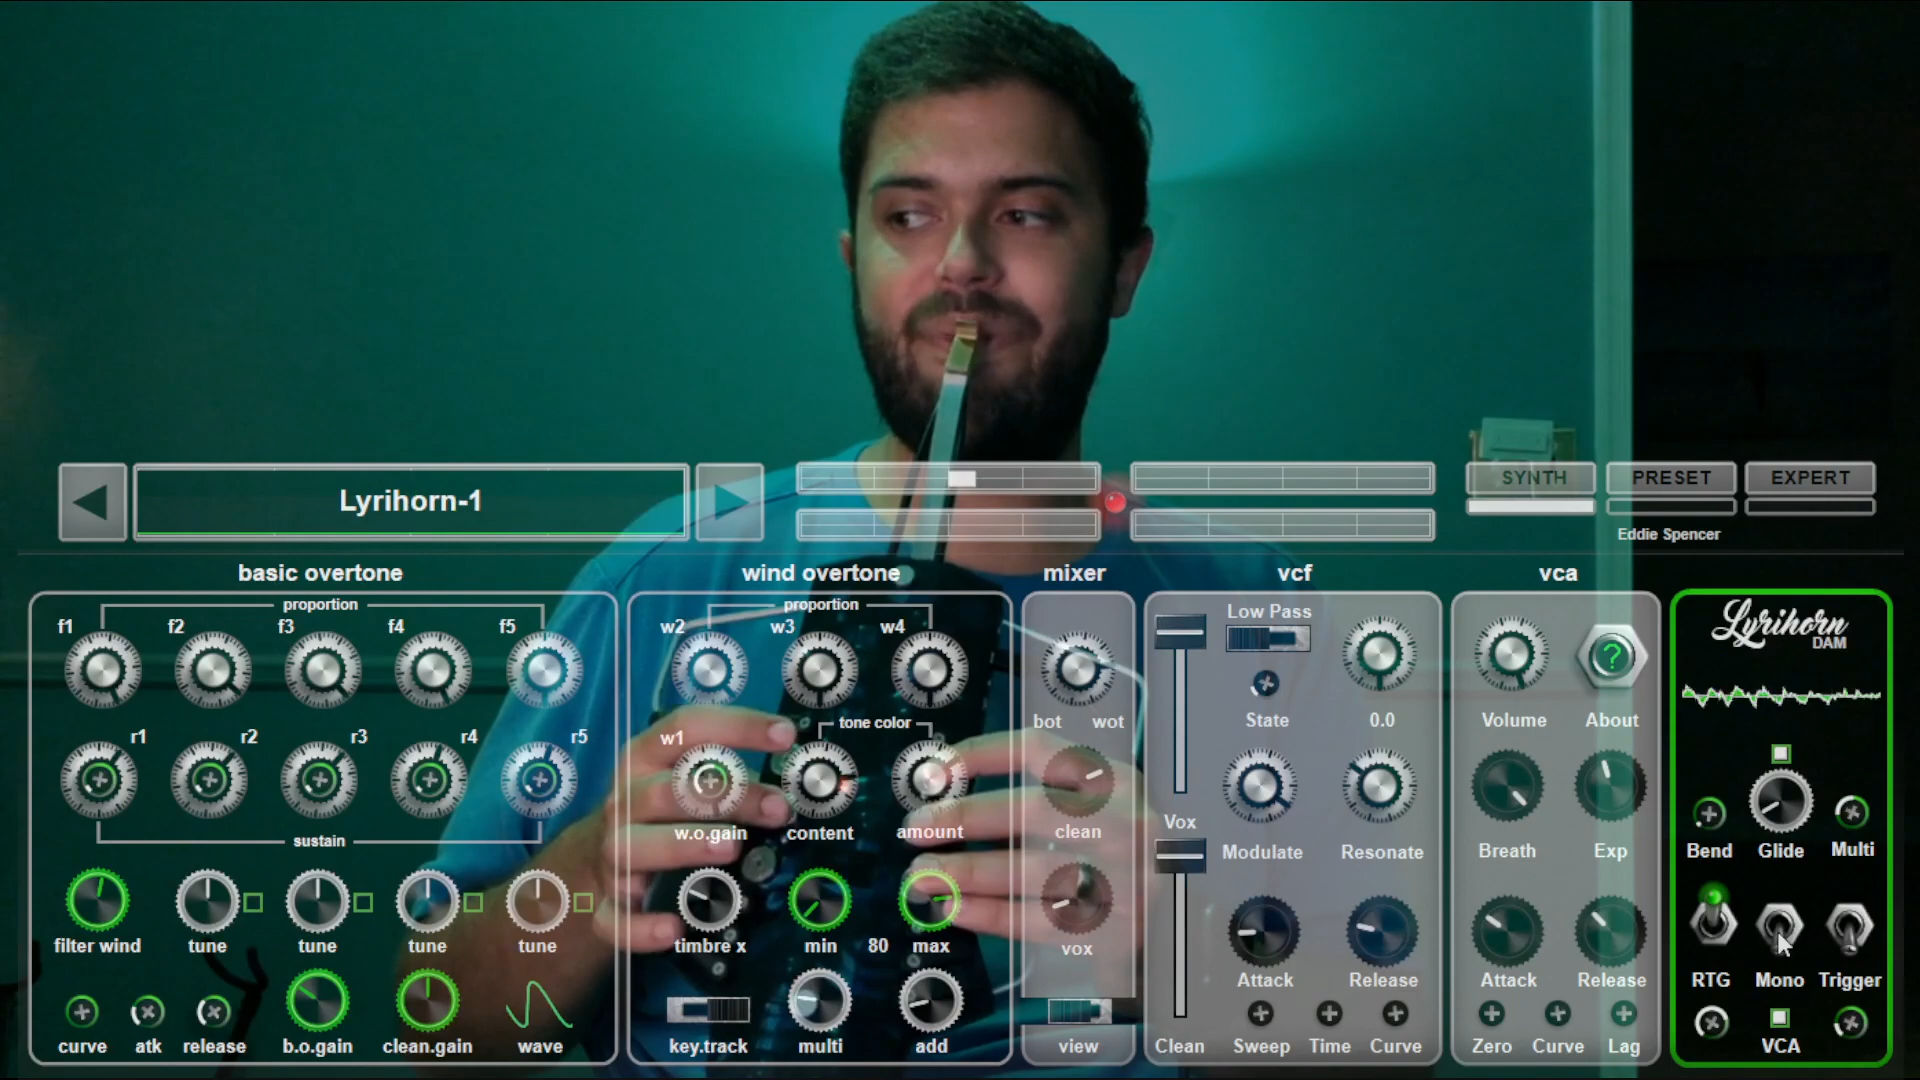 Lyrihorn-1
SYNTH
PRESET
EXPERT
Eddie Spencer
basic overtone
wind overtone
mixer
vcf
vca
proportion
f1
f2
f3
f4
f5
r1
r2
r3
r4
r5
sustain
filter wind
tune
tune
tune
tune
curve
atk
release
b.o.gain
clean.gain
wave
proportion
w2
w3
w4
tone color
w1
w.o.gain
content
amount
timbre x
min
80
max
key.track
multi
add
bot
wot
clean
vox
view
Low Pass
State
0.0
Vox
Modulate
Resonate
Attack
Release
Clean
Sweep
Time
Curve
Volume
?
About
Breath
Exp
Attack
Release
Zero
Curve
Lag
Lyrihorn
DAM
Bend
Glide
Multi
RTG
Mono
Trigger
VCA